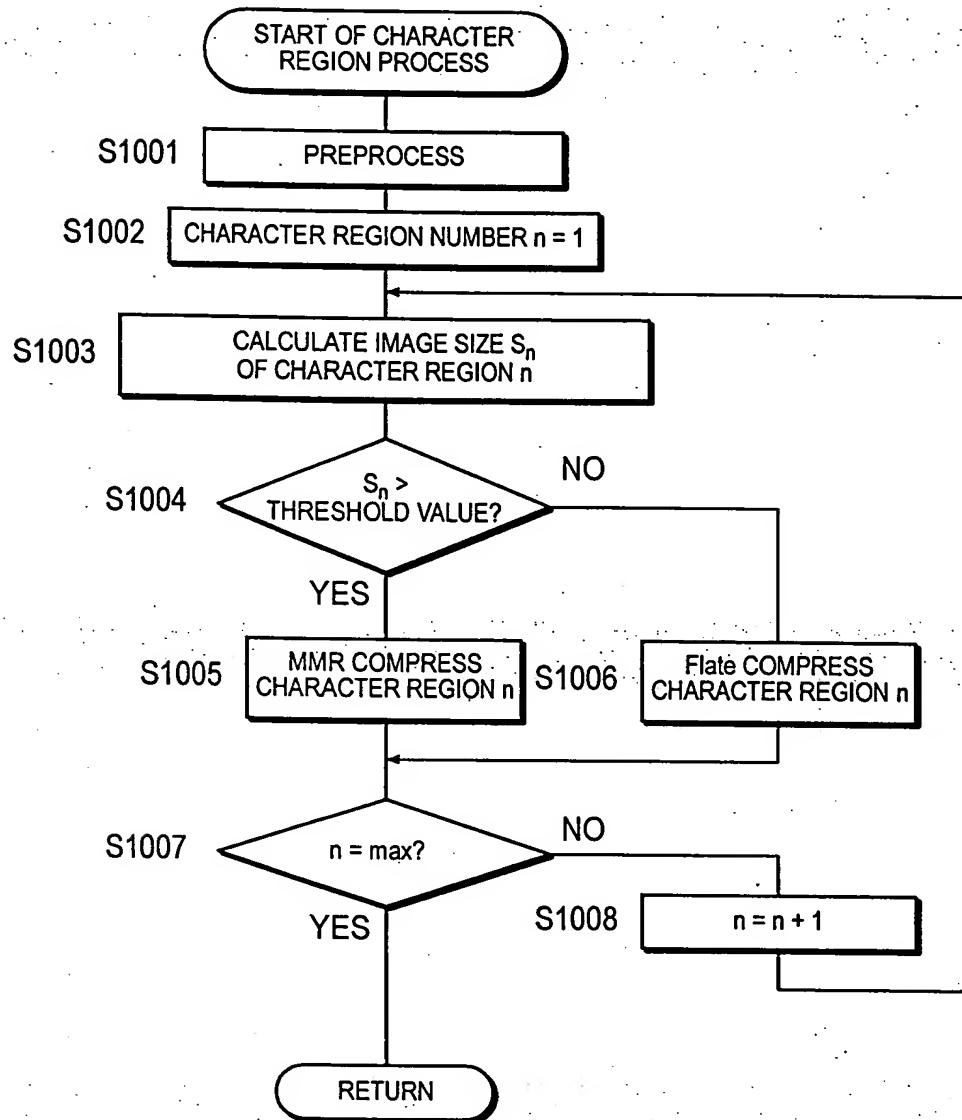 START OF CHARACTER
REGION PROCESS
S1001
PREPROCESS
S1002
CHARACTER REGION NUMBER n = 1
S1003
CALCULATE IMAGE SIZE Sn
OF CHARACTER REGION n
S1004
Sn >
THRESHOLD VALUE?
NO
YES
S1005
MMR COMPRESS
CHARACTER REGION n
S1006
Flate COMPRESS
CHARACTER REGION n
S1007
n = max?
NO
YES
S1008
n = n + 1
RETURN